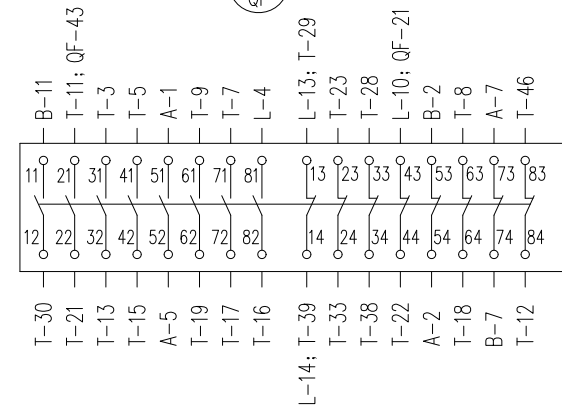 QF
B-11
T-11; QF-43
T-3
T-5
A-1
T-9
T-7
L-4
L-13; T-29
T-23
T-28
L-10; QF-21
B-2
T-8
A-7
T-46
11 21 31 41 51 61 71 81 13 23 33 43 53 63 73 83
12 22 32 42 52 62 72 82 14 24 34 44 54 64 74 84
T-30
T-21
T-13
T-15
A-5
T-19
T-17
T-16
L-14; T-39
T-33
T-38
T-22
A-2
T-18
B-7
T-12